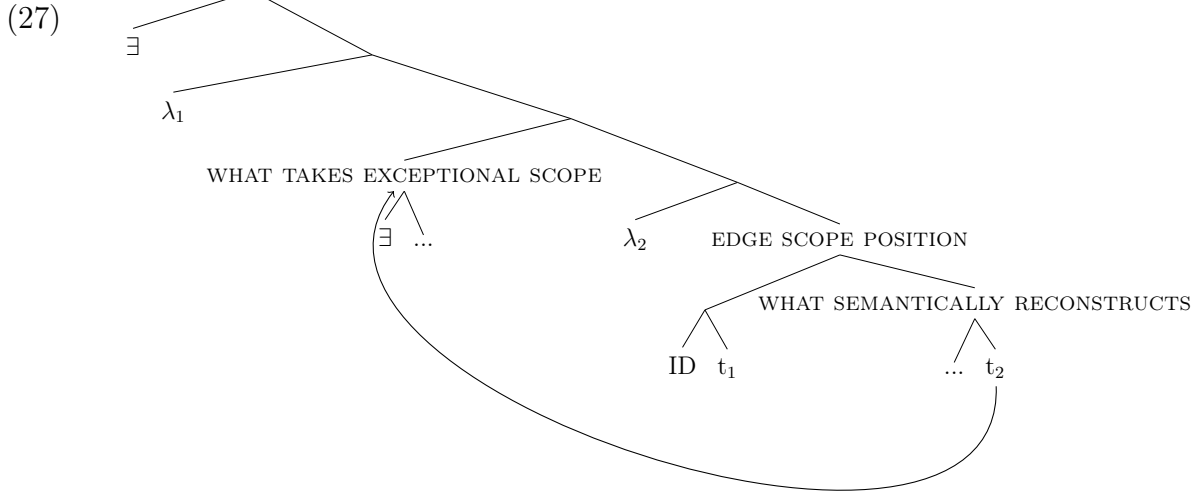 (27)
∃
λ₁
WHAT TAKES EXCEPTIONAL SCOPE
∃ ...
λ₂ EDGE SCOPE POSITION
WHAT SEMANTICALLY RECONSTRUCTS
ID t₁ ... t₂